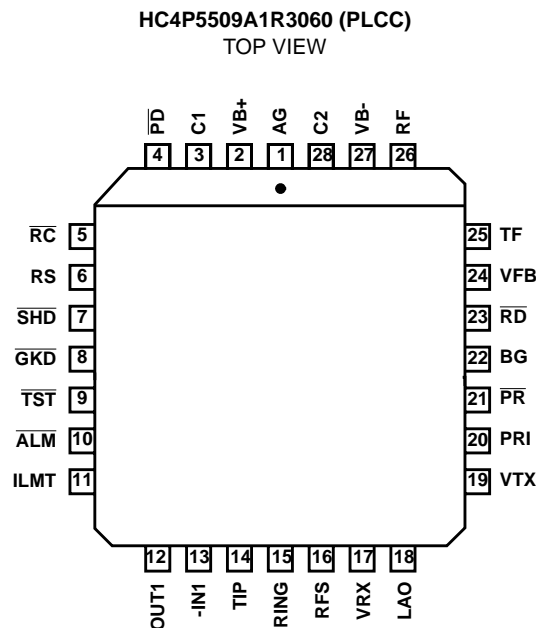 HC4P5509A1R3060 (PLCC)
TOP VIEW
PD C1 VB+ AG C2 VB- RF
4 3 2 1 28 27 26
RC 5 25 TF
RS 6 24 VFB
SHD 7 23 RD
GKD 8 22 BG
TST 9 21 PR
ALM 10 20 PRI
ILMT 11 19 VTX
12 13 14 15 16 17 18
OUT1 -IN1 TIP RING RFS VRX LAO